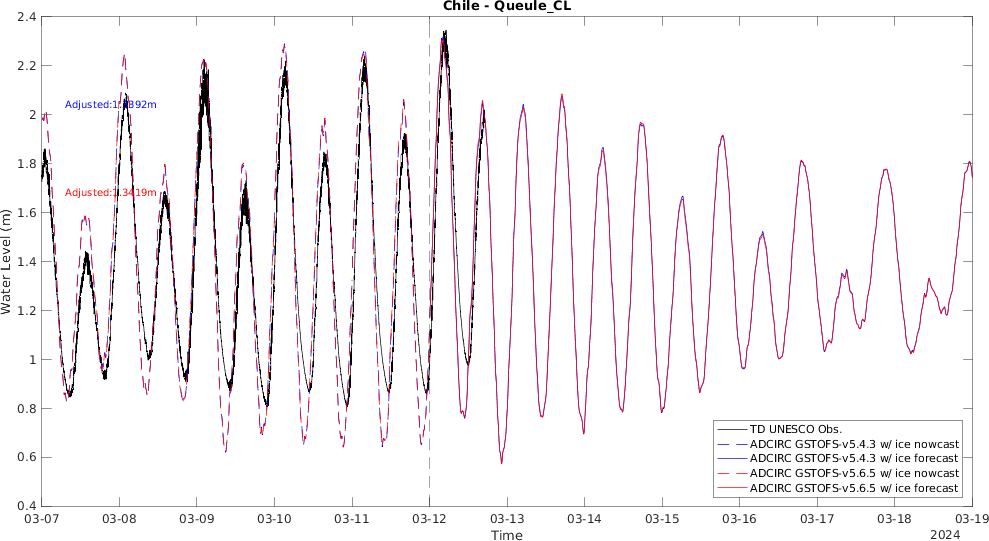 Chile - Queule_CL
Water Level (m)
2.4
2.2
2
1.8
1.6
1.4
1.2
1
0.8
0.6
0.4
Adjusted:1.3419m
TD UNESCO Obs.
ADCIRC GSTOFS-v5.4.3 w/ ice nowcast
ADCIRC GSTOFS-v5.4.3 w/ ice forecast
ADCIRC GSTOFS-v5.6.5 w/ ice nowcast
ADCIRC GSTOFS-v5.6.5 w/ ice forecast
03-07 03-08 03-09 03-10 03-11 03-12 03-13 03-14 03-15 03-16 03-17 03-18 03-19
Time
2024